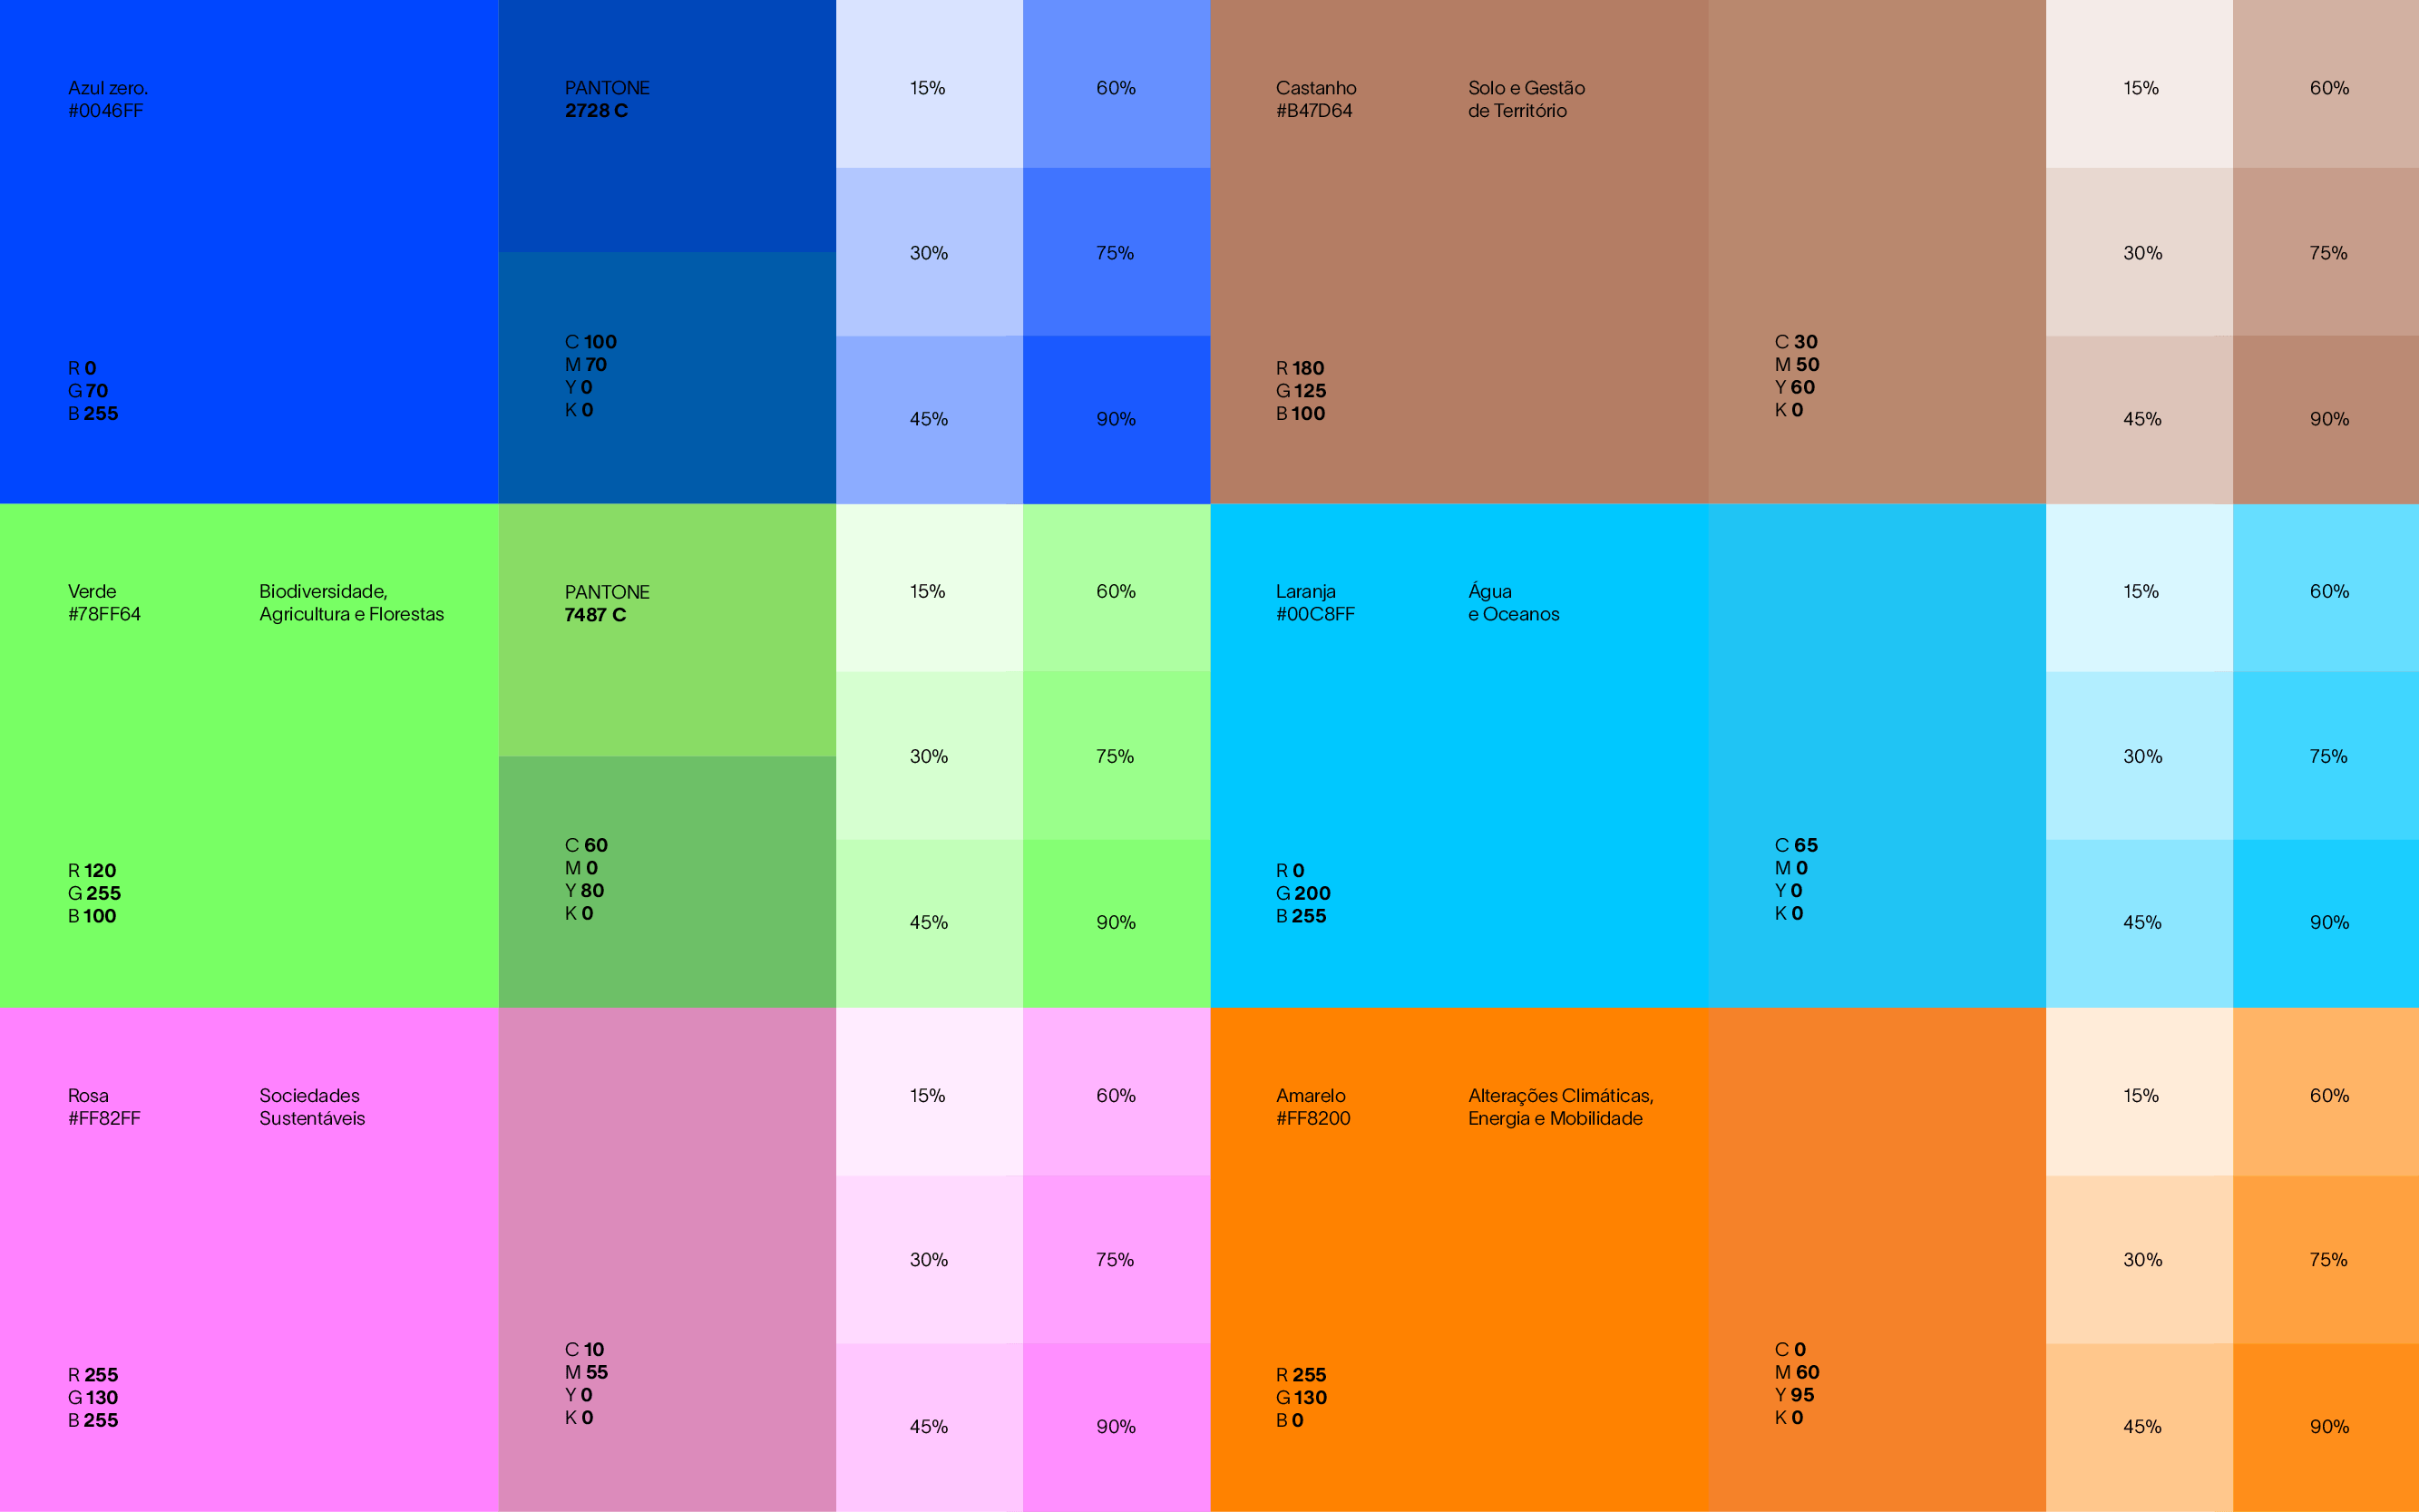 Azul zero.
#0046FF
R 0
G 70
B 255
PANTONE
2728 C
C 100
M 70
Y 0
K 0
15%
60%
30%
75%
45%
90%
Castanho
#B47D64
Solo e Gestão
de Território
R 180
G 125
B 100
C 30
M 50
Y 60
K 0
15%
60%
30%
75%
45%
90%
Verde
#78FF64
Biodiversidade,
Agricultura e Florestas
R 120
G 255
B 100
PANTONE
7487 C
C 60
M 0
Y 80
K 0
15%
60%
30%
75%
45%
90%
Laranja
#00C8FF
Água
e Oceanos
R 0
G 200
B 255
C 65
M 0
Y 0
K 0
15%
60%
30%
75%
45%
90%
Rosa
#FF82FF
Sociedades
Sustentáveis
R 255
G 130
B 255
C 10
M 55
Y 0
K 0
15%
60%
30%
75%
45%
90%
Amarelo
#FF8200
Alterações Climáticas,
Energia e Mobilidade
R 255
G 130
B 0
C 0
M 60
Y 95
K 0
15%
60%
30%
75%
45%
90%